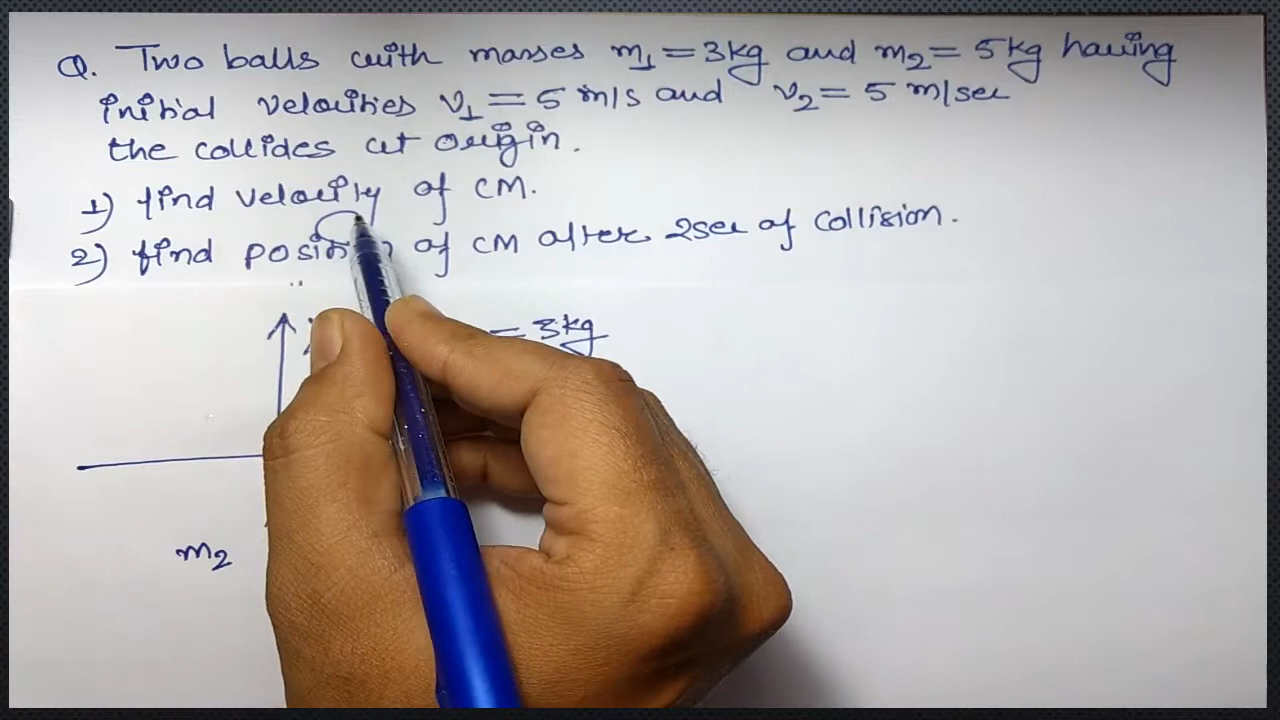 Q. Two balls with masses m₁ = 3kg and m₂ = 5kg having
initial velocities v₁ = 5 m/s and v₂ = 5 m/sec
the collides at origin.
1) find velocity of CM.
2) find position of CM after 2sec of collision.
= 3kg
m₂